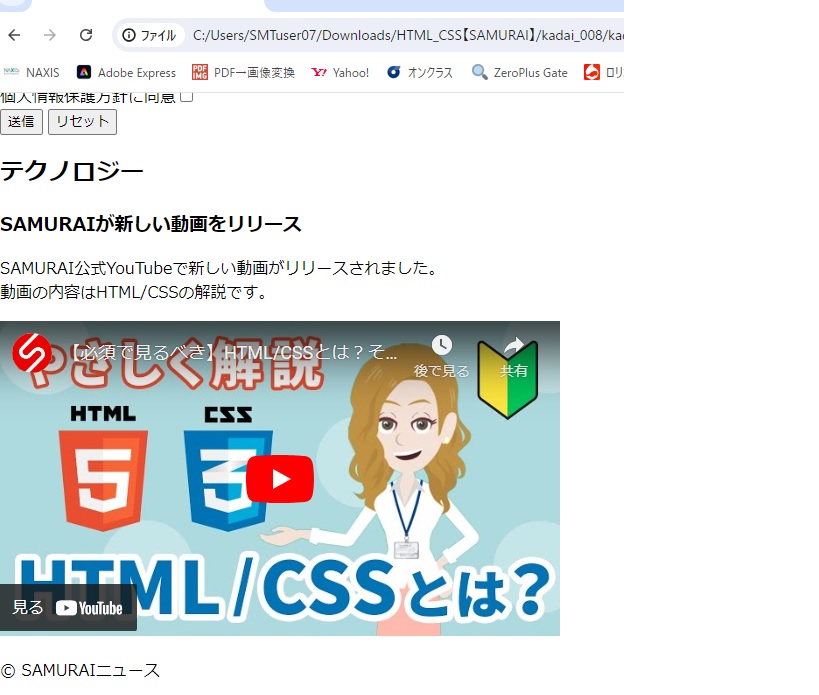 ファイル C:/Users/SMTuser07/Downloads/HTML_CSS【SAMURAI】/kadai_008/
NAXIS Adobe Express PDF IMG PDF→画像変換 Y! Yahoo! オンクラス ZeroPlus Gate ロリ
個人情報保護方針に同意
送信 リセット
テクノロジー
SAMURAIが新しい動画をリリース
SAMURAI公式YouTubeで新しい動画がリリースされました。
動画の内容はHTML/CSSの解説です。
【必須で見るべき】HTML/CSSとは？そ...
後で見る 共有
やさしく解説
HTML CSS
5 3
HTML/CSSとは?
見る YouTube
© SAMURAIニュース